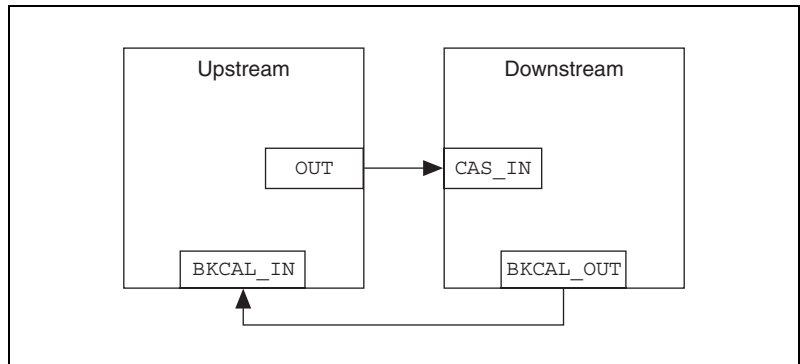 Upstream
Downstream
OUT
CAS_IN
BKCAL_IN
BKCAL_OUT